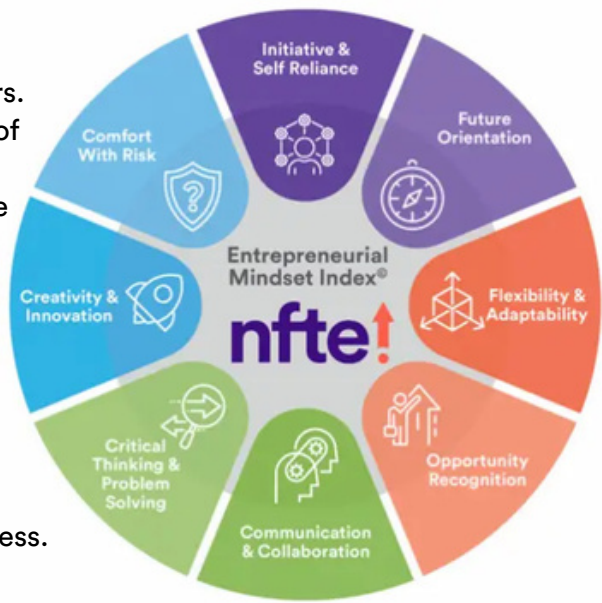 rs.
of
e
ess.
Initiative &
Self Reliance
Future
Orientation
Flexibility &
Adaptability
Opportunity
Recognition
Communication
& Collaboration
Critical
Thinking &
Problem
Solving
Creativity &
Innovation
Comfort
With Risk
?
Entrepreneurial
Mindset Index©
nfte!